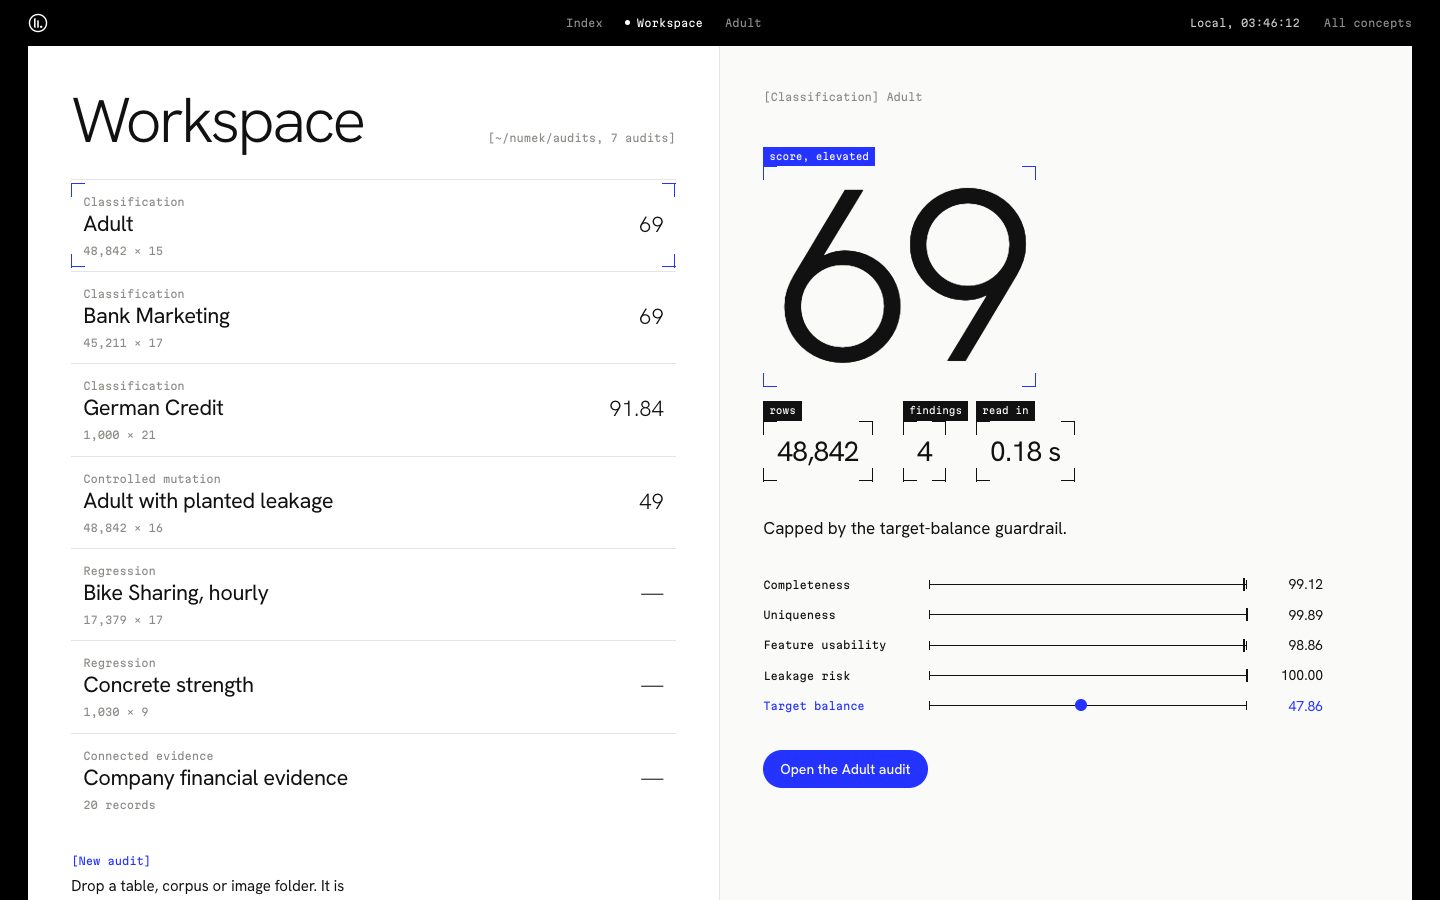 Index
Workspace
Adult
Local, 03:46:12
All concepts
Workspace
[~/numek/audits, 7 audits]
Classification
Adult
69
48,842 × 15
Classification
Bank Marketing
69
45,211 × 17
Classification
German Credit
91.84
1,000 × 21
Controlled mutation
Adult with planted leakage
49
48,842 × 16
Regression
Bike Sharing, hourly
—
17,379 × 17
Regression
Concrete strength
—
1,030 × 9
Connected evidence
Company financial evidence
—
20 records
[New audit]
Drop a table, corpus or image folder. It is
[Classification] Adult
score, elevated
69
rows
48,842
findings
4
read in
0.18 s
Capped by the target-balance guardrail.
Completeness 99.12
Uniqueness 99.89
Feature usability 98.86
Leakage risk 100.00
Target balance 47.86
Open the Adult audit